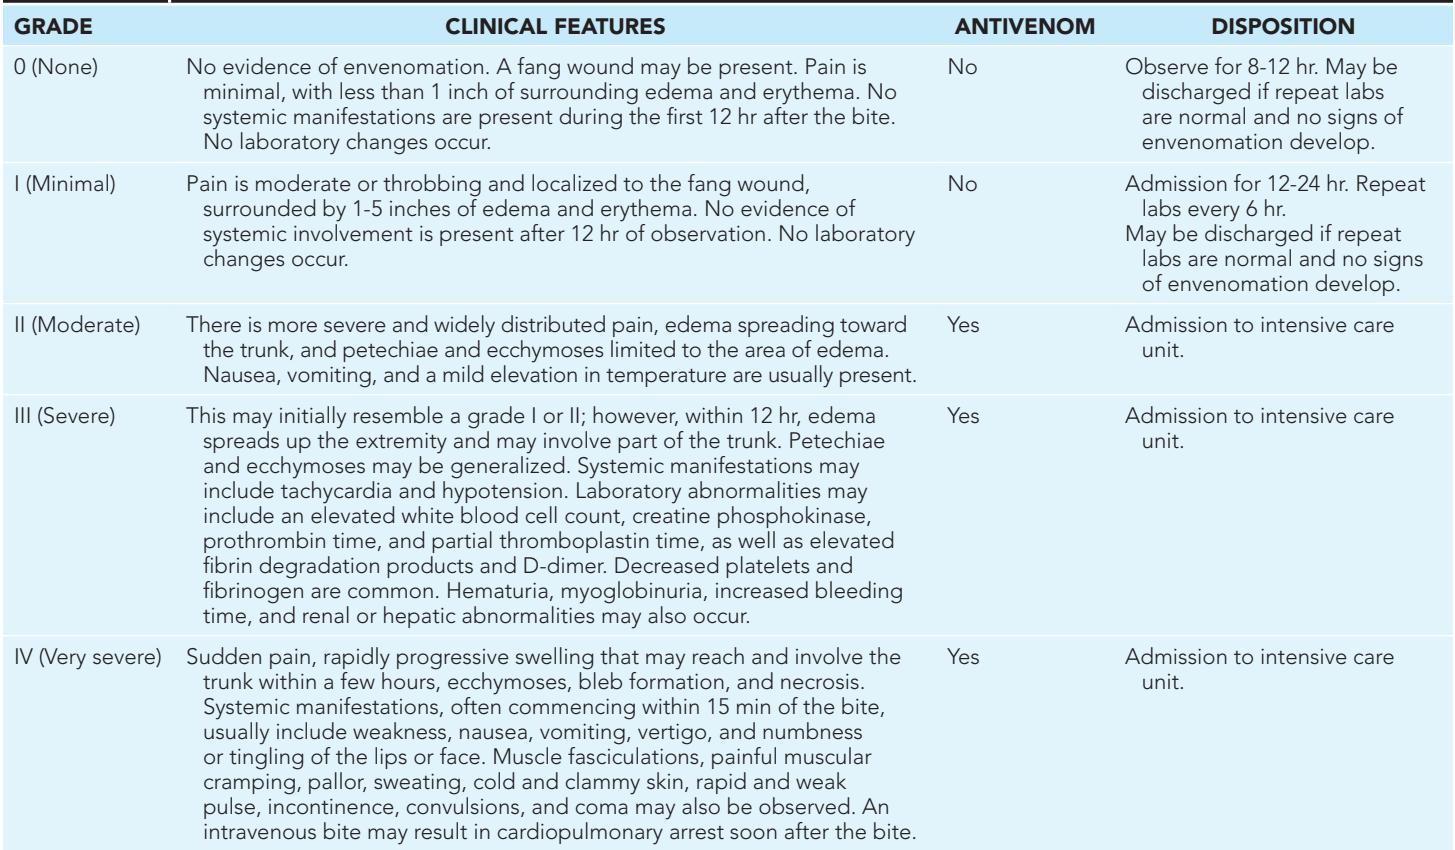 GRADE CLINICAL FEATURES ANTIVENOM DISPOSITION
0 (None) No evidence of envenomation. A fang wound may be present. Pain is No Observe for 8-12 hr. May be
minimal, with less than 1 inch of surrounding edema and erythema. No discharged if repeat labs
systemic manifestations are present during the first 12 hr after the bite. are normal and no signs of
No laboratory changes occur. envenomation develop.
I (Minimal) Pain is moderate or throbbing and localized to the fang wound, No Admission for 12-24 hr. Repeat
surrounded by 1-5 inches of edema and erythema. No evidence of labs every 6 hr.
systemic involvement is present after 12 hr of observation. No laboratory May be discharged if repeat
changes occur. labs are normal and no signs
of envenomation develop.
II (Moderate) There is more severe and widely distributed pain, edema spreading toward Yes Admission to intensive care
the trunk, and petechiae and ecchymoses limited to the area of edema. unit.
Nausea, vomiting, and a mild elevation in temperature are usually present.
III (Severe) This may initially resemble a grade I or II; however, within 12 hr, edema Yes Admission to intensive care
spreads up the extremity and may involve part of the trunk. Petechiae unit.
and ecchymoses may be generalized. Systemic manifestations may
include tachycardia and hypotension. Laboratory abnormalities may
include an elevated white blood cell count, creatine phosphokinase,
prothrombin time, and partial thromboplastin time, as well as elevated
fibrin degradation products and D-dimer. Decreased platelets and
fibrinogen are common. Hematuria, myoglobinuria, increased bleeding
time, and renal or hepatic abnormalities may also occur.
IV (Very severe) Sudden pain, rapidly progressive swelling that may reach and involve the Yes Admission to intensive care
trunk within a few hours, ecchymoses, bleb formation, and necrosis. unit.
Systemic manifestations, often commencing within 15 min of the bite,
usually include weakness, nausea, vomiting, vertigo, and numbness
or tingling of the lips or face. Muscle fasciculations, painful muscular
cramping, pallor, sweating, cold and clammy skin, rapid and weak
pulse, incontinence, convulsions, and coma may also be observed. An
intravenous bite may result in cardiopulmonary arrest soon after the bite.